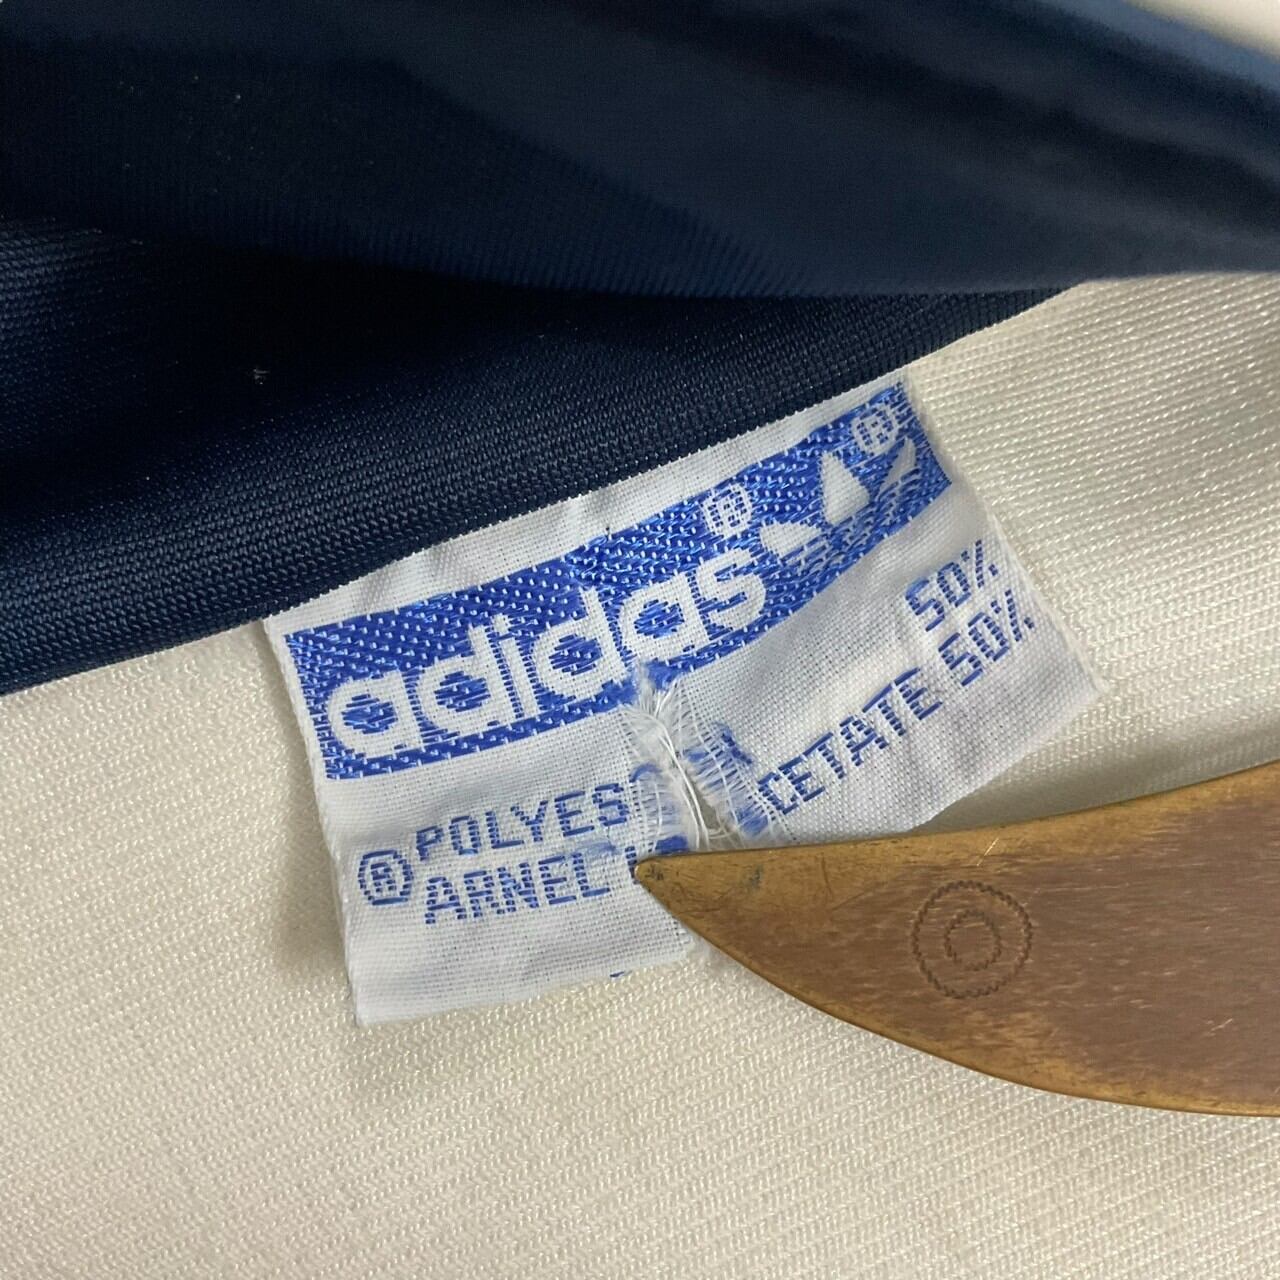 adidas® ®
POLYES 50%
® ARNEL CETATE 50%